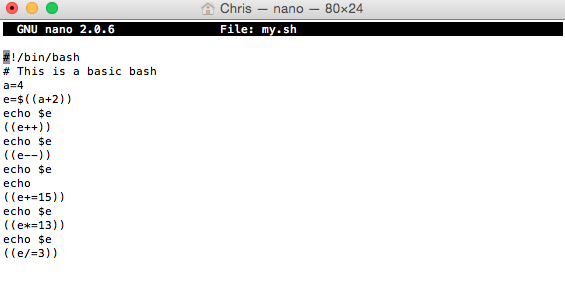 Chris — nano — 80×24
GNU nano 2.0.6 File: my.sh
#!/bin/bash
# This is a basic bash
a=4
e=$((a+2))
echo $e
((e++))
echo $e
((e--))
echo $e
echo
((e+=15))
echo $e
((e*=13))
echo $e
((e/=3))